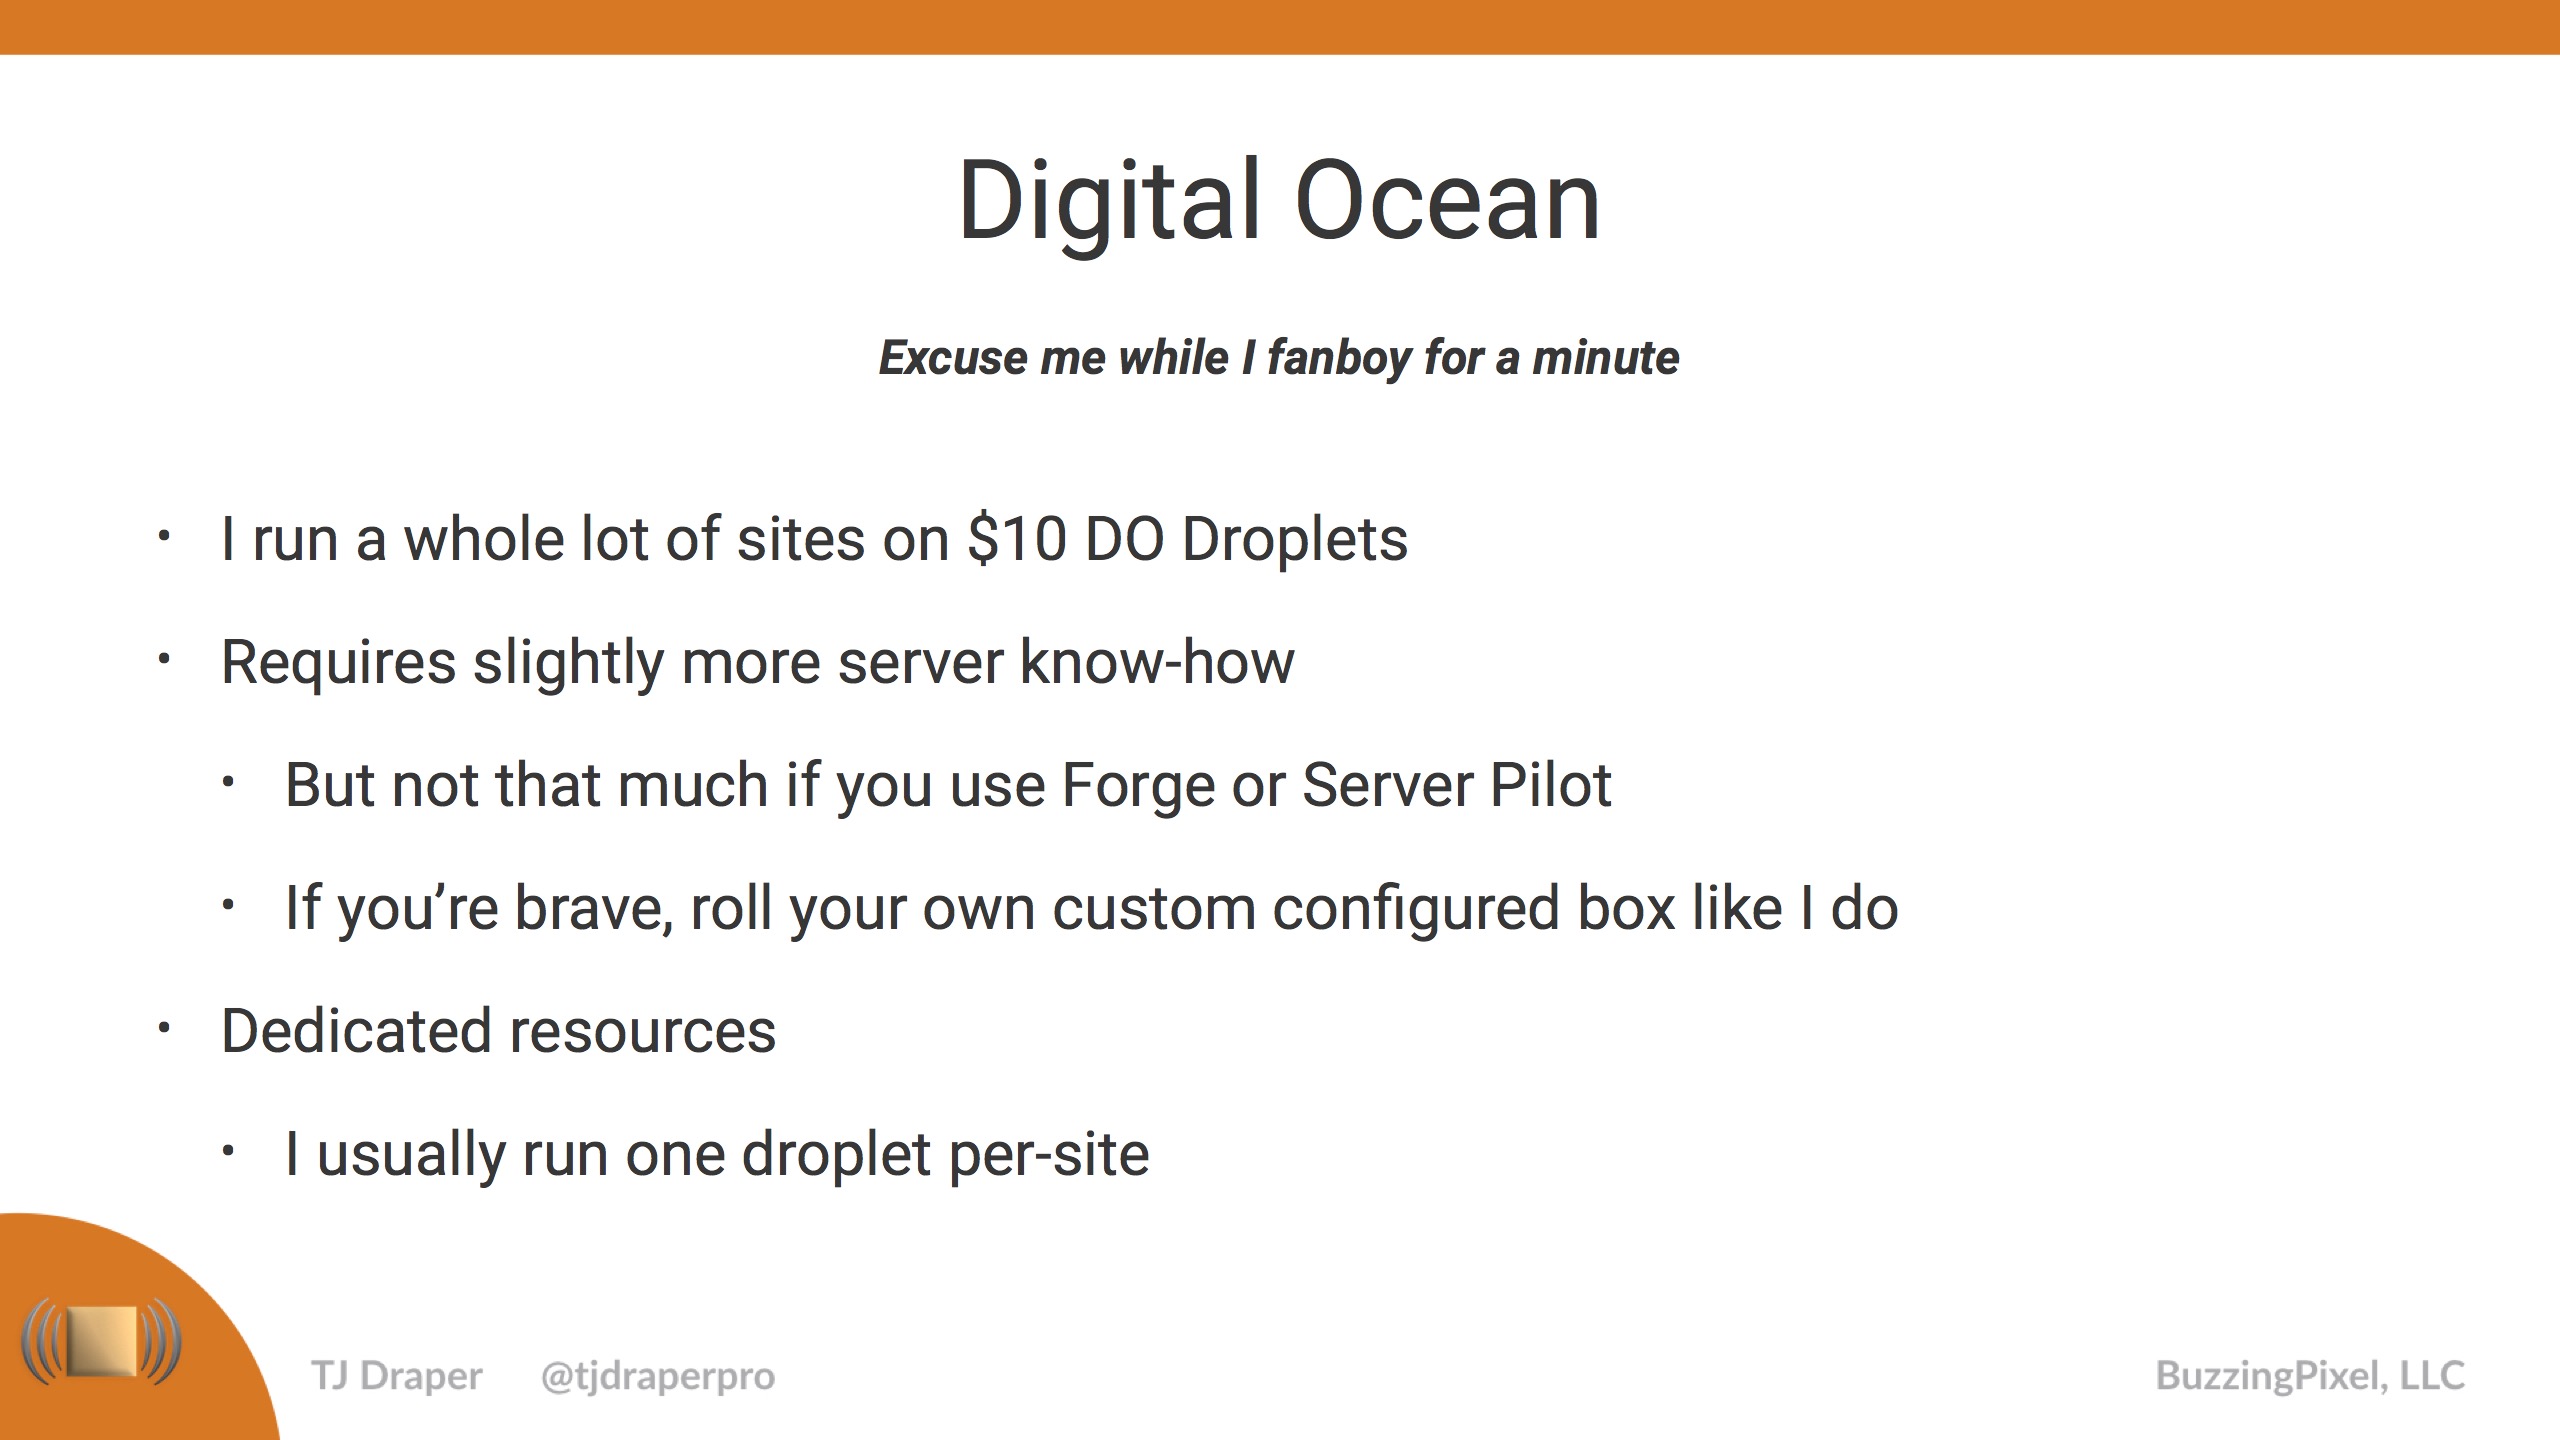 Digital Ocean
Excuse me while I fanboy for a minute
• I run a whole lot of sites on $10 DO Droplets
• Requires slightly more server know-how
• But not that much if you use Forge or Server Pilot
• If you’re brave, roll your own custom configured box like I do
• Dedicated resources
• I usually run one droplet per-site
TJ Draper @tjdraperpro
BuzzingPixel, LLC